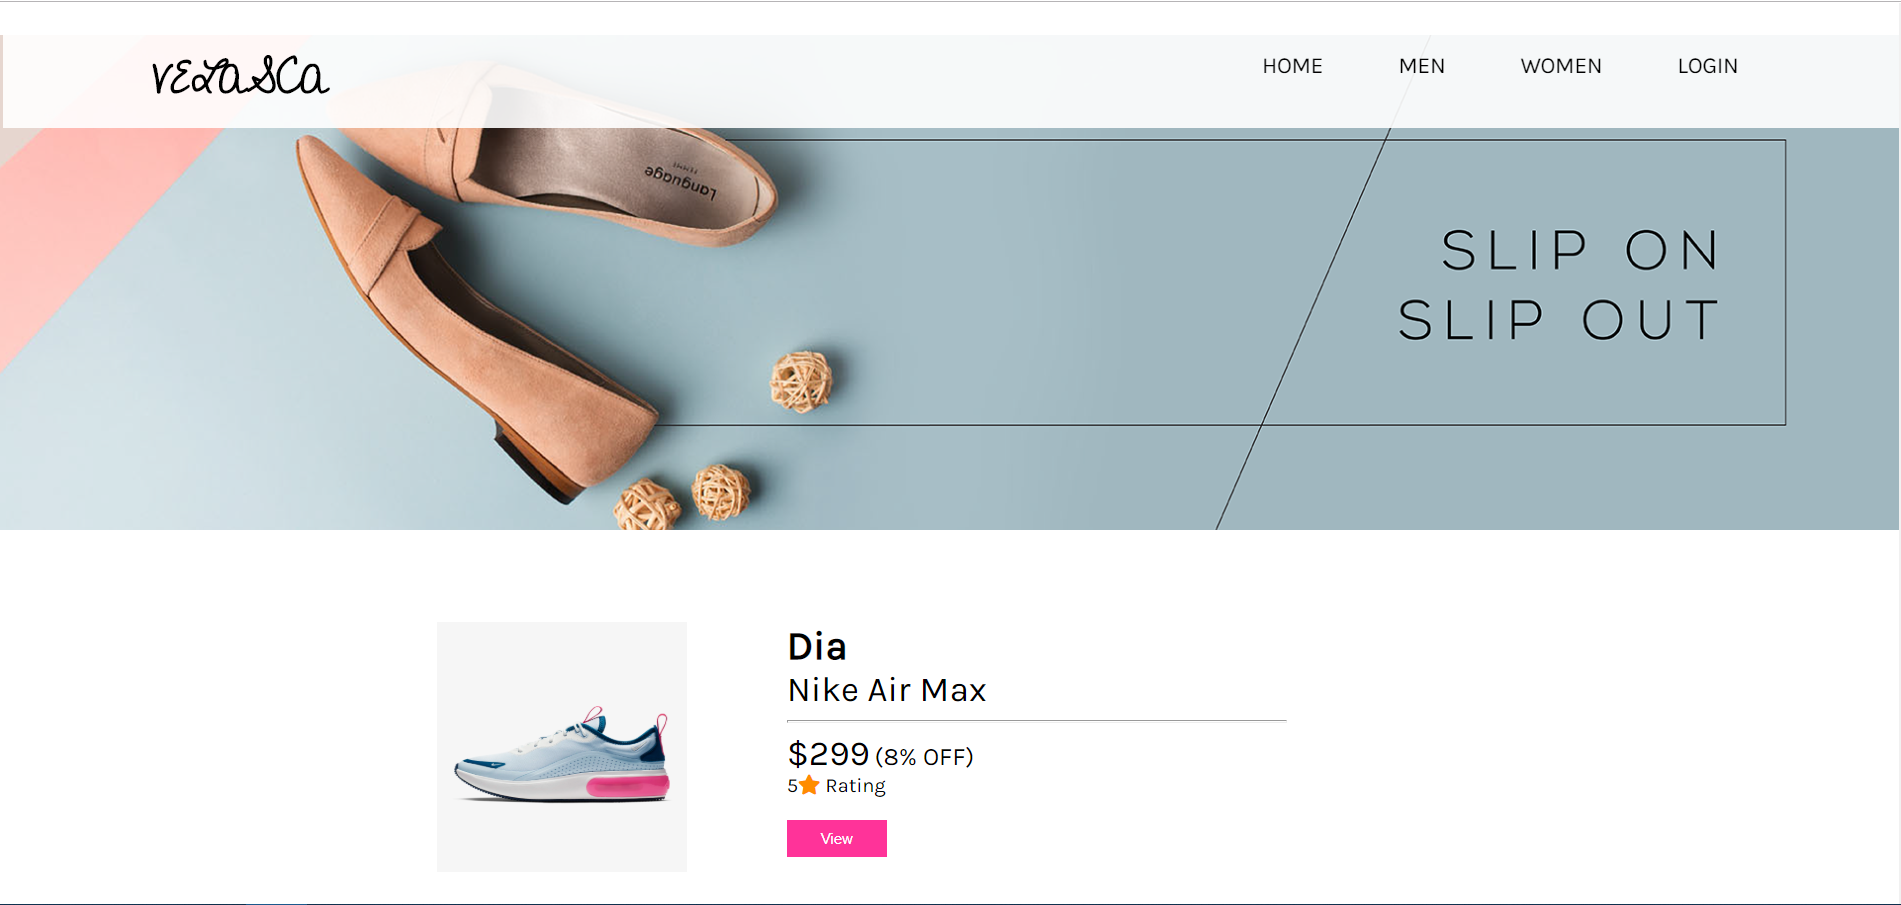 VELASCA
HOME MEN WOMEN LOGIN
Language
SLIP ON
SLIP OUT
Dia
Nike Air Max
$299 (8% OFF)
5 Rating
View